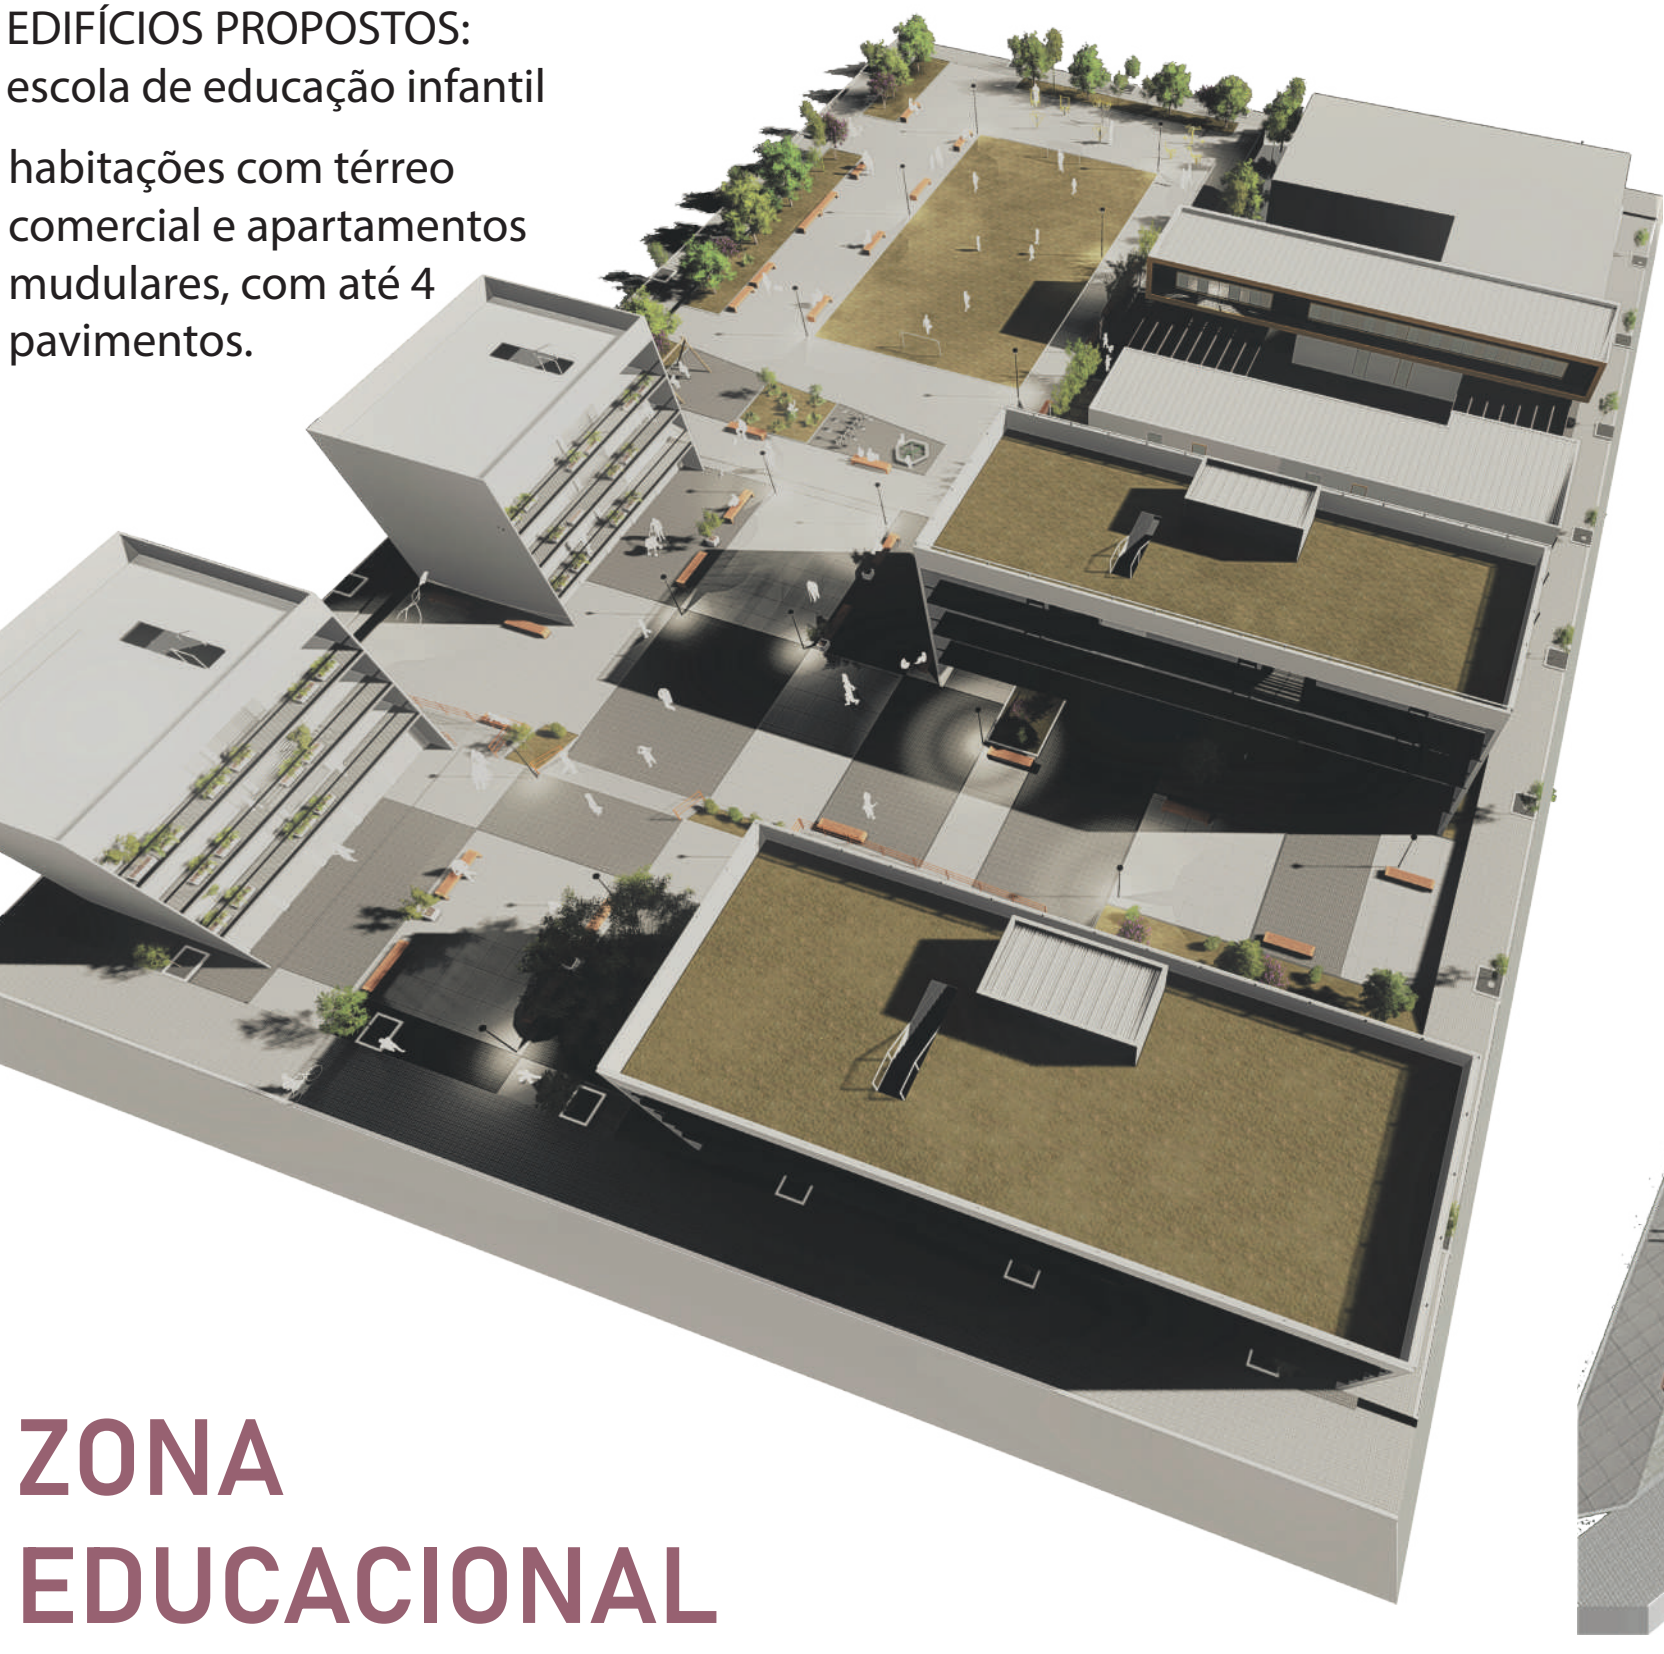 EDIFÍCIOS PROPOSTOS:
escola de educação infantil
habitações com térreo
comercial e apartamentos
mudulares, com até 4
pavimentos.
ZONA
EDUCACIONAL